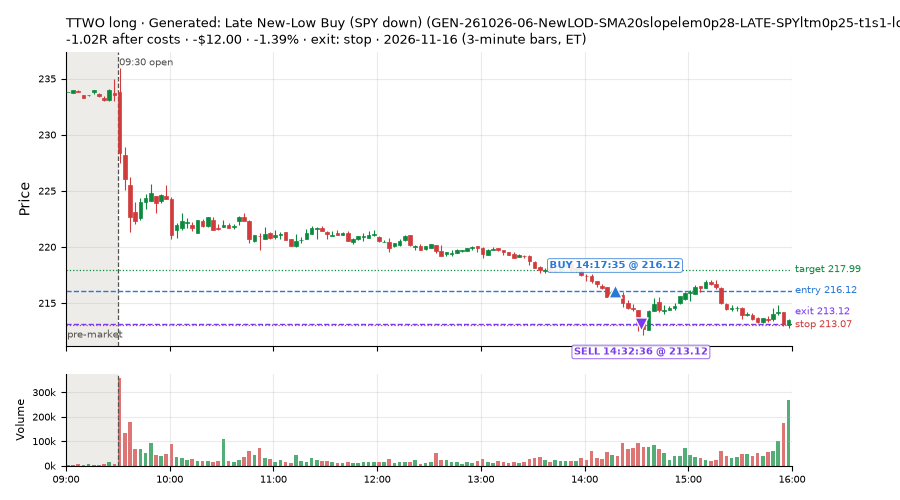 TTWO long · Generated: Late New-Low Buy (SPY down) (GEN-261026-06-NewLOD-SMA20slopelem0p28-LATE-SPYltm0p25-t1s1-lo
-1.02R after costs · -$12.00 · -1.39% · exit: stop · 2026-11-16 (3-minute bars, ET)
09:30 open
235
230
225
220
215
Price
BUY 14:17:35 @ 216.12
target 217.99
entry 216.12
exit 213.12
stop 213.07
pre-market
SELL 14:32:36 @ 213.12
300k
200k
100k
0k
Volume
09:00 10:00 11:00 12:00 13:00 14:00 15:00 16:00